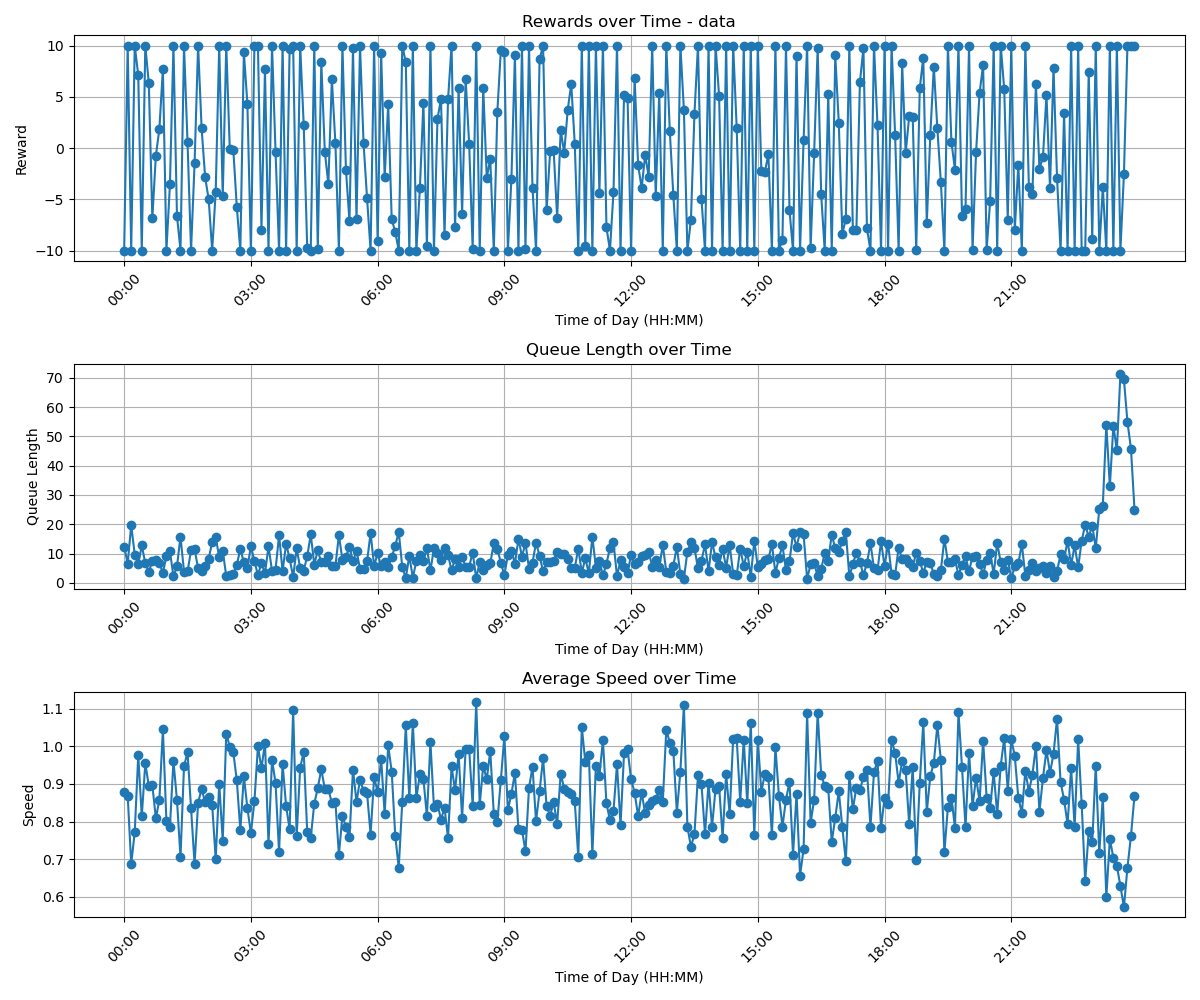 Rewards over Time - data
10
5
0
−5
−10
Reward
00:00 03:00 06:00 09:00 12:00 15:00 18:00 21:00
Time of Day (HH:MM)
Queue Length over Time
70
60
50
40
30
20
10
0
Queue Length
00:00 03:00 06:00 09:00 12:00 15:00 18:00 21:00
Time of Day (HH:MM)
Average Speed over Time
1.1
1.0
0.9
0.8
0.7
0.6
Speed
00:00 03:00 06:00 09:00 12:00 15:00 18:00 21:00
Time of Day (HH:MM)